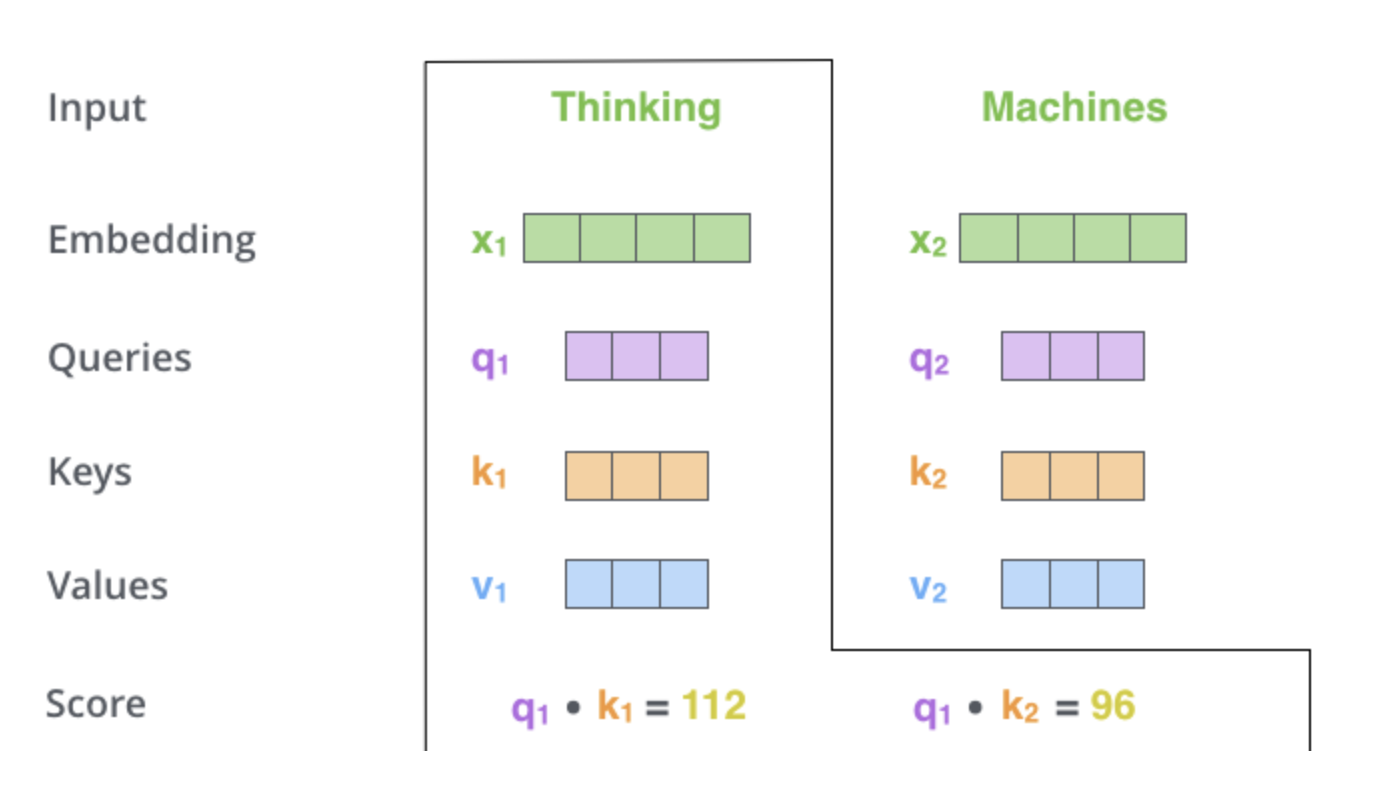 Input Thinking Machines
Embedding x1 x2
Queries q1 q2
Keys k1 k2
Values v1 v2
Score q1 • k1 = 112 q1 • k2 = 96